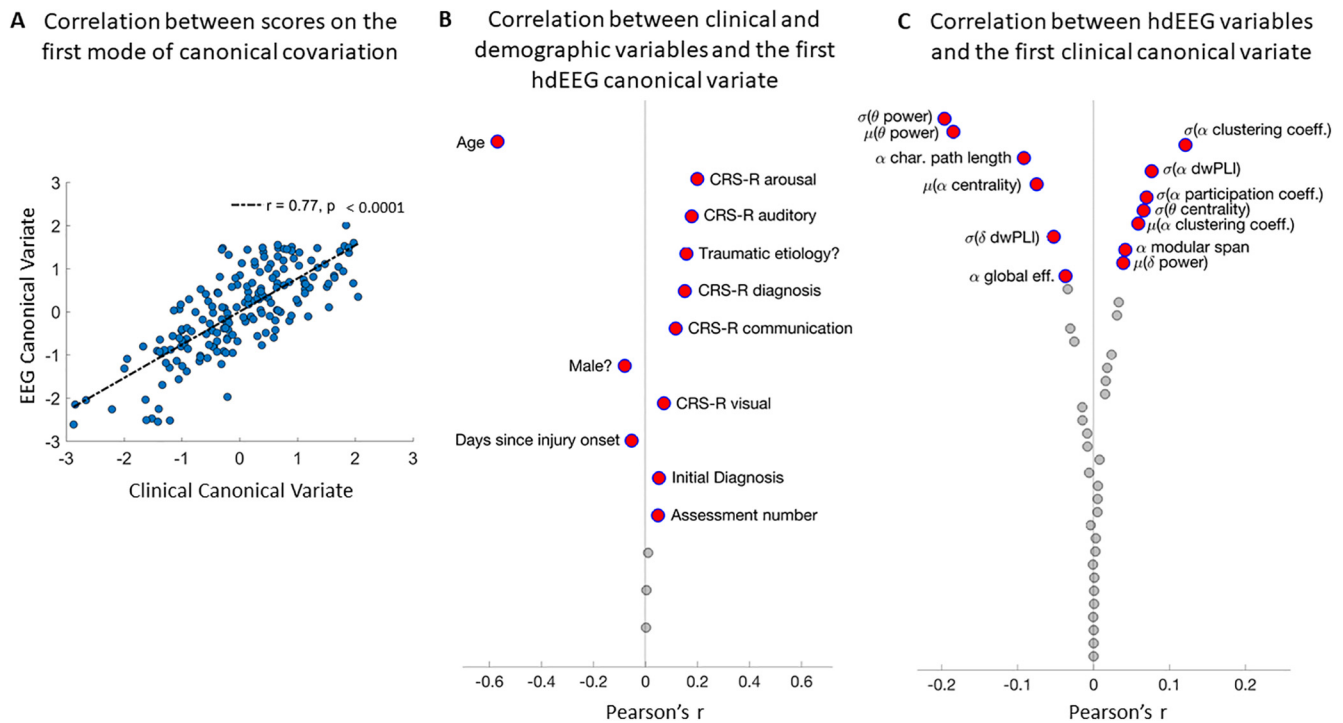 A Correlation between scores on the
first mode of canonical covariation
3
2
1
0
-1
-2
-3
EEG Canonical Variate
r = 0.77, p < 0.0001
-3 -2 -1 0 1 2 3
Clinical Canonical Variate
B Correlation between clinical and
demographic variables and the first
hdEEG canonical variate
Age
CRS-R arousal
CRS-R auditory
Traumatic etiology?
CRS-R diagnosis
CRS-R communication
Male?
CRS-R visual
Days since injury onset
Initial Diagnosis
Assessment number
-0.6 -0.4 -0.2 0 0.2 0.4 0.6
Pearson's r
C Correlation between hdEEG variables
and the first clinical canonical variate
σ(θ power)
μ(θ power)
σ(α clustering coeff.)
α char. path length
σ(α dwPLI)
μ(α centrality)
σ(α participation coeff.)
σ(θ centrality)
μ(α clustering coeff.)
σ(δ dwPLI)
α modular span
μ(δ power)
α global eff.
-0.2 -0.1 0 0.1 0.2
Pearson's r